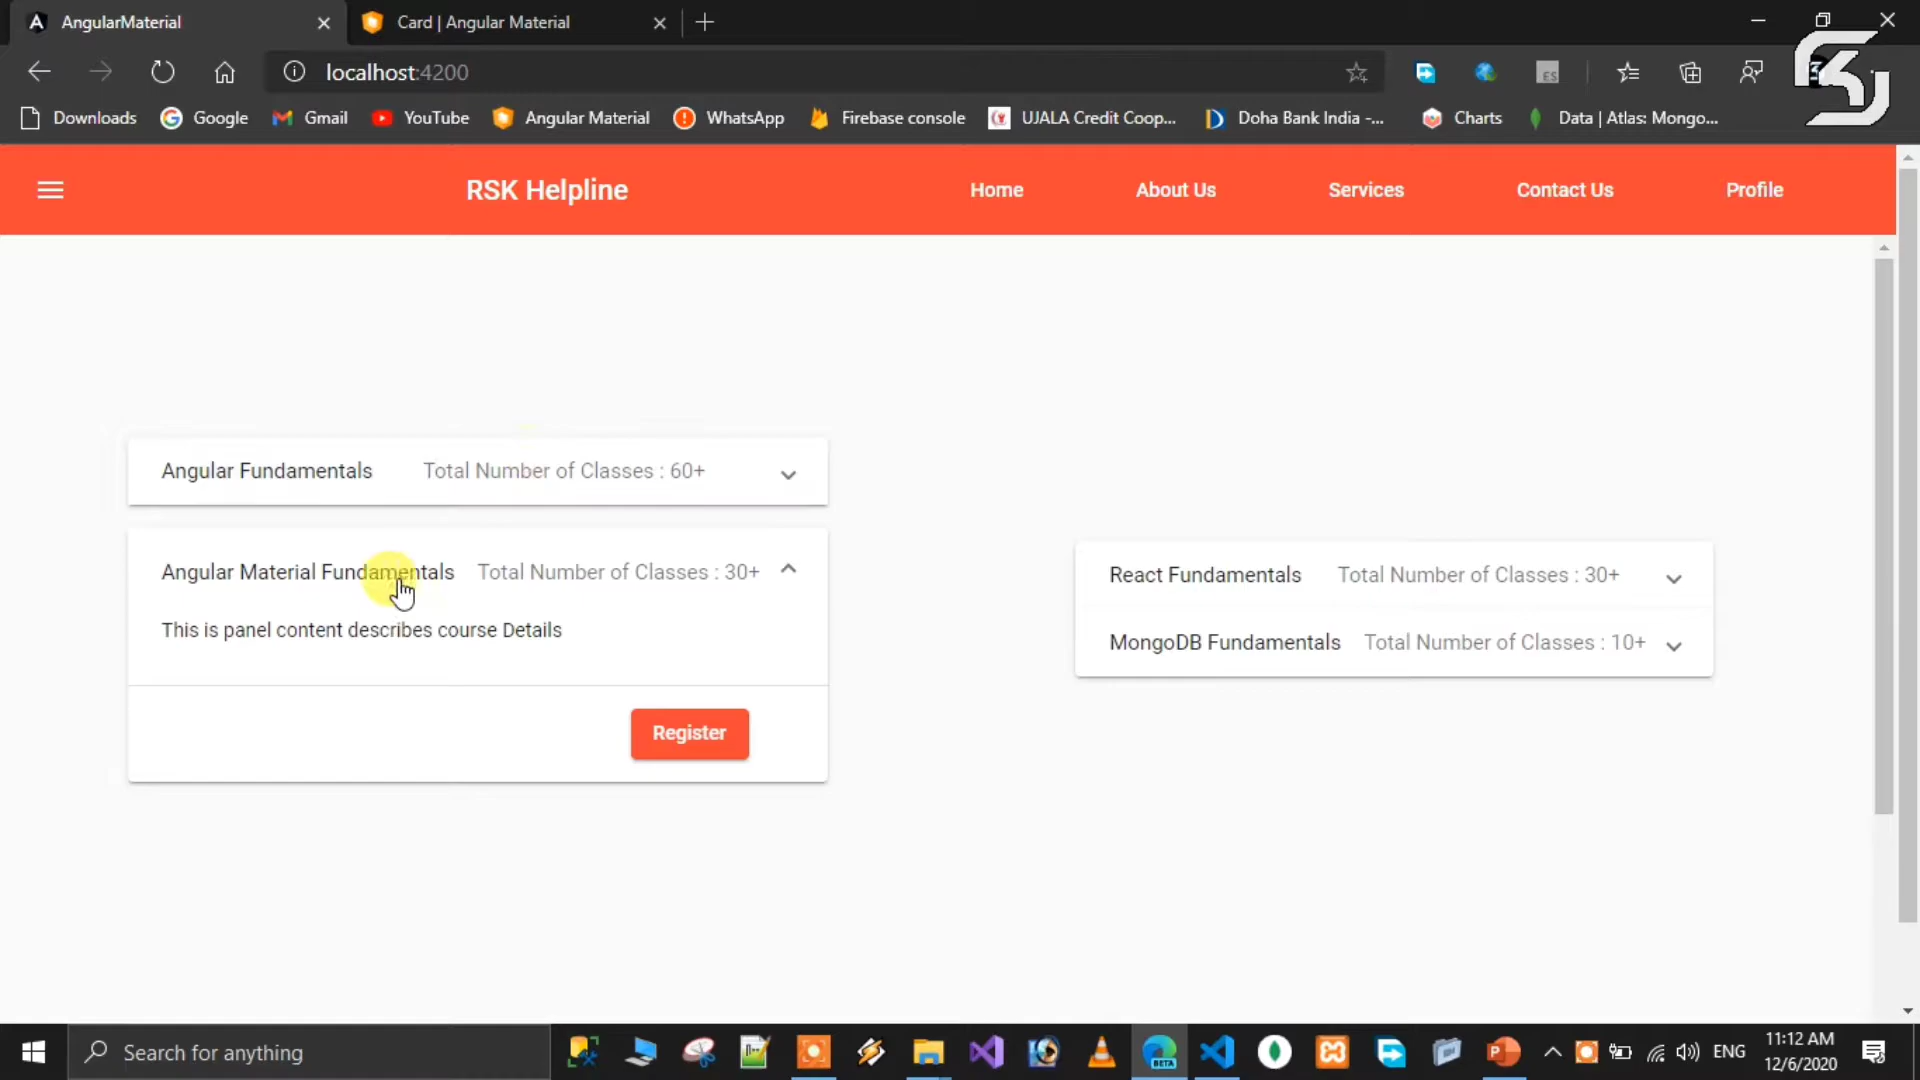 AngularMaterial
Card | Angular Material
localhost:4200
ES
Downloads
Google
Gmail
YouTube
Angular Material
WhatsApp
Firebase console
UJALA Credit Coop...
Doha Bank India -...
Charts
Data | Atlas: Mongo...
RSK Helpline
Home
About Us
Services
Contact Us
Profile
Angular Fundamentals Total Number of Classes : 60+
Angular Material Fundamentals Total Number of Classes : 30+
This is panel content describes course Details
Register
React Fundamentals Total Number of Classes : 30+
MongoDB Fundamentals Total Number of Classes : 10+
Search for anything
BETA
ENG
11:12 AM
12/6/2020